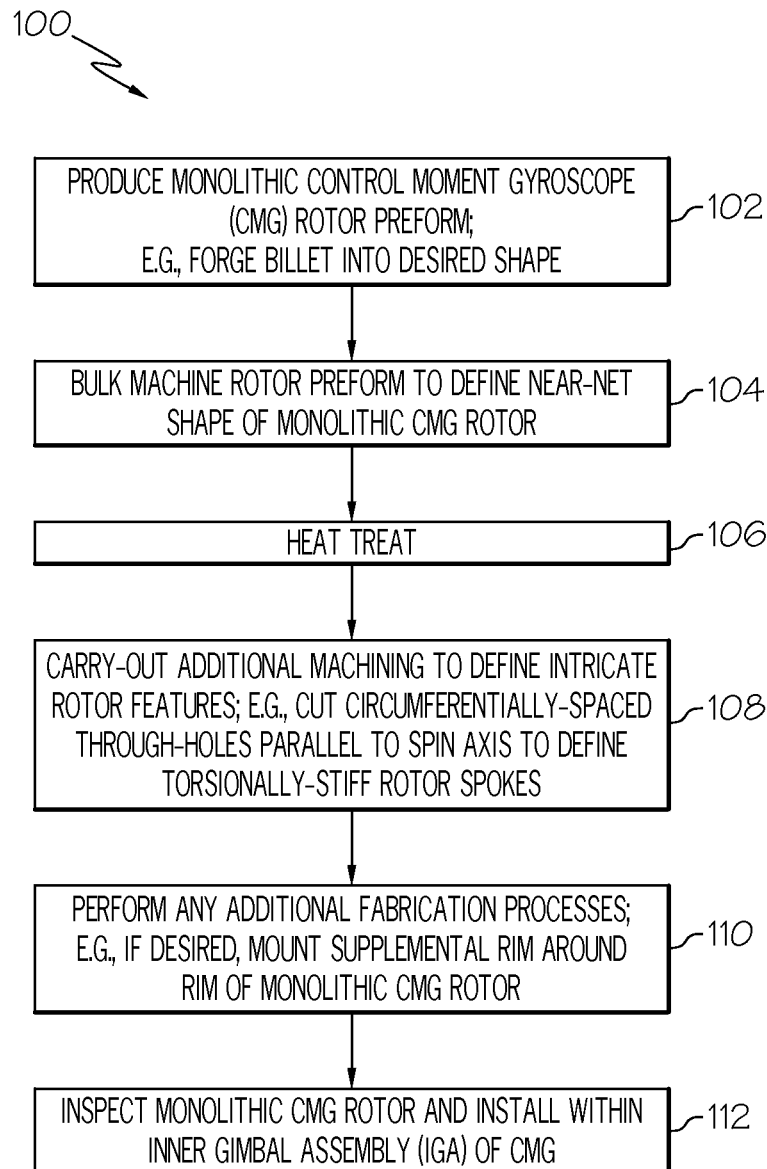 100
PRODUCE MONOLITHIC CONTROL MOMENT GYROSCOPE
(CMG) ROTOR PREFORM;
E.G., FORGE BILLET INTO DESIRED SHAPE
102
BULK MACHINE ROTOR PREFORM TO DEFINE NEAR-NET
SHAPE OF MONOLITHIC CMG ROTOR
104
HEAT TREAT
106
CARRY-OUT ADDITIONAL MACHINING TO DEFINE INTRICATE
ROTOR FEATURES; E.G., CUT CIRCUMFERENTIALLY-SPACED
THROUGH-HOLES PARALLEL TO SPIN AXIS TO DEFINE
TORSIONALLY-STIFF ROTOR SPOKES
108
PERFORM ANY ADDITIONAL FABRICATION PROCESSES;
E.G., IF DESIRED, MOUNT SUPPLEMENTAL RIM AROUND
RIM OF MONOLITHIC CMG ROTOR
110
INSPECT MONOLITHIC CMG ROTOR AND INSTALL WITHIN
INNER GIMBAL ASSEMBLY (IGA) OF CMG
112